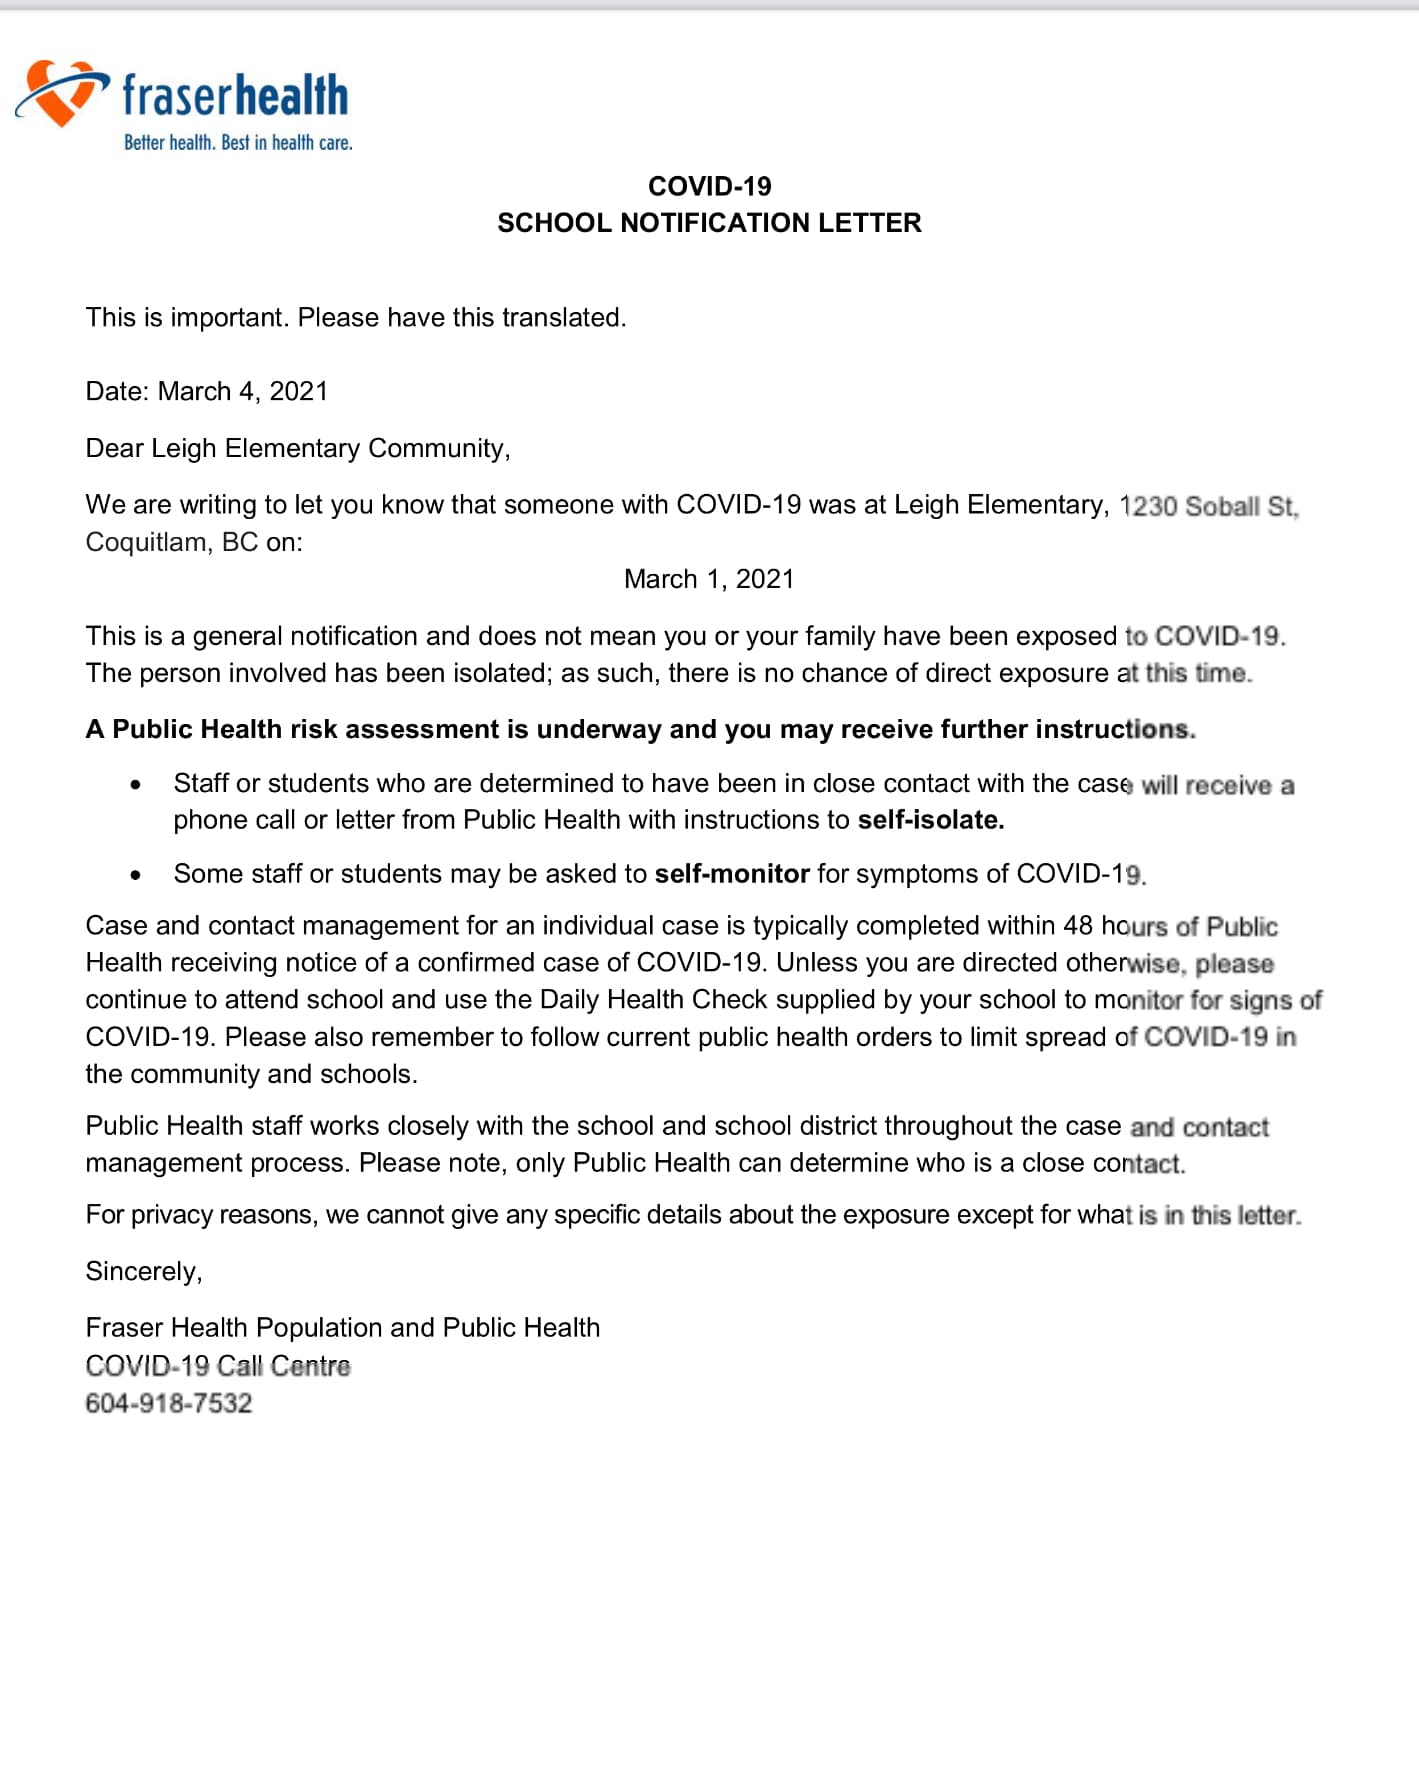 fraserhealth
Better health. Best in health care.
COVID-19
SCHOOL NOTIFICATION LETTER
This is important. Please have this translated.
Date: March 4, 2021
Dear Leigh Elementary Community,
We are writing to let you know that someone with COVID-19 was at Leigh Elementary, 1230 Soball St,
Coquitlam, BC on:
March 1, 2021
This is a general notification and does not mean you or your family have been exposed to COVID-19.
The person involved has been isolated; as such, there is no chance of direct exposure at this time.
A Public Health risk assessment is underway and you may receive further instructions.
• Staff or students who are determined to have been in close contact with the case will receive a
phone call or letter from Public Health with instructions to self-isolate.
• Some staff or students may be asked to self-monitor for symptoms of COVID-19.
Case and contact management for an individual case is typically completed within 48 hours of Public
Health receiving notice of a confirmed case of COVID-19. Unless you are directed otherwise, please
continue to attend school and use the Daily Health Check supplied by your school to monitor for signs of
COVID-19. Please also remember to follow current public health orders to limit spread of COVID-19 in
the community and schools.
Public Health staff works closely with the school and school district throughout the case and contact
management process. Please note, only Public Health can determine who is a close contact.
For privacy reasons, we cannot give any specific details about the exposure except for what is in this letter.
Sincerely,
Fraser Health Population and Public Health
COVID-19 Call Centre
604-918-7532